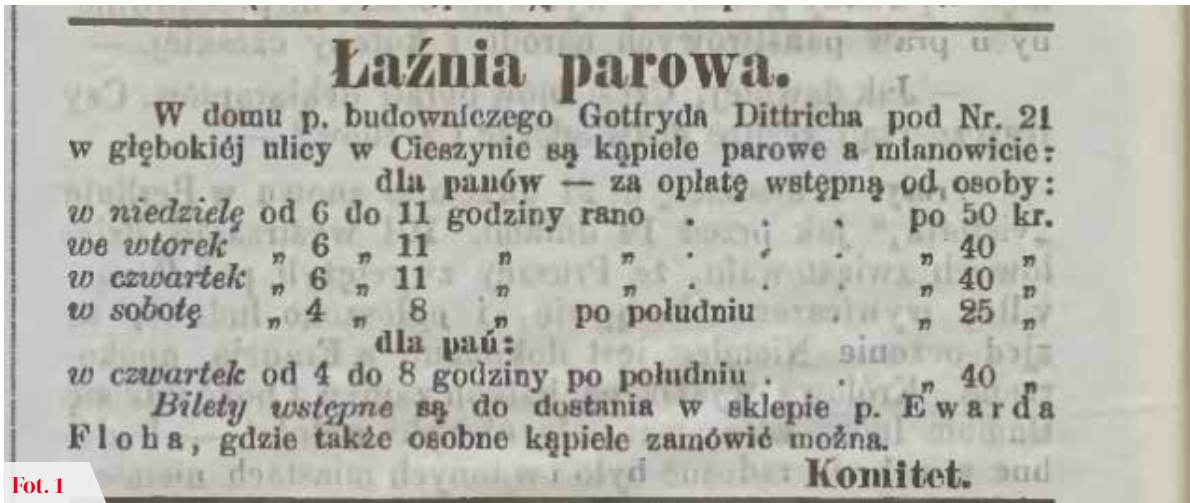 Łaźnia parowa.
W domu p. budowniczego Gotfryda Dittricha pod Nr. 21
w głębokiéj ulicy w Cieszynie są kąpiele parowe a mianowicie:
dla panów — za opłatę wstępną od osoby:
w niedzielę od 6 do 11 godziny rano . . . po 50 kr.
we wtorek „ 6 „ 11 „ „ . . . „ 40 „
w czwartek „ 6 „ 11 „ „ . . . „ 40 „
w sobotę „ 4 „ 8 „ po południu . „ 25 „
dla pań:
w czwartek od 4 do 8 godziny po południu . . „ 40 „
Bilety wstępne są do dostania w sklepie p. Ewarda
Floha, gdzie także osobne kąpiele zamówić można.
Komitet.
Fot. 1